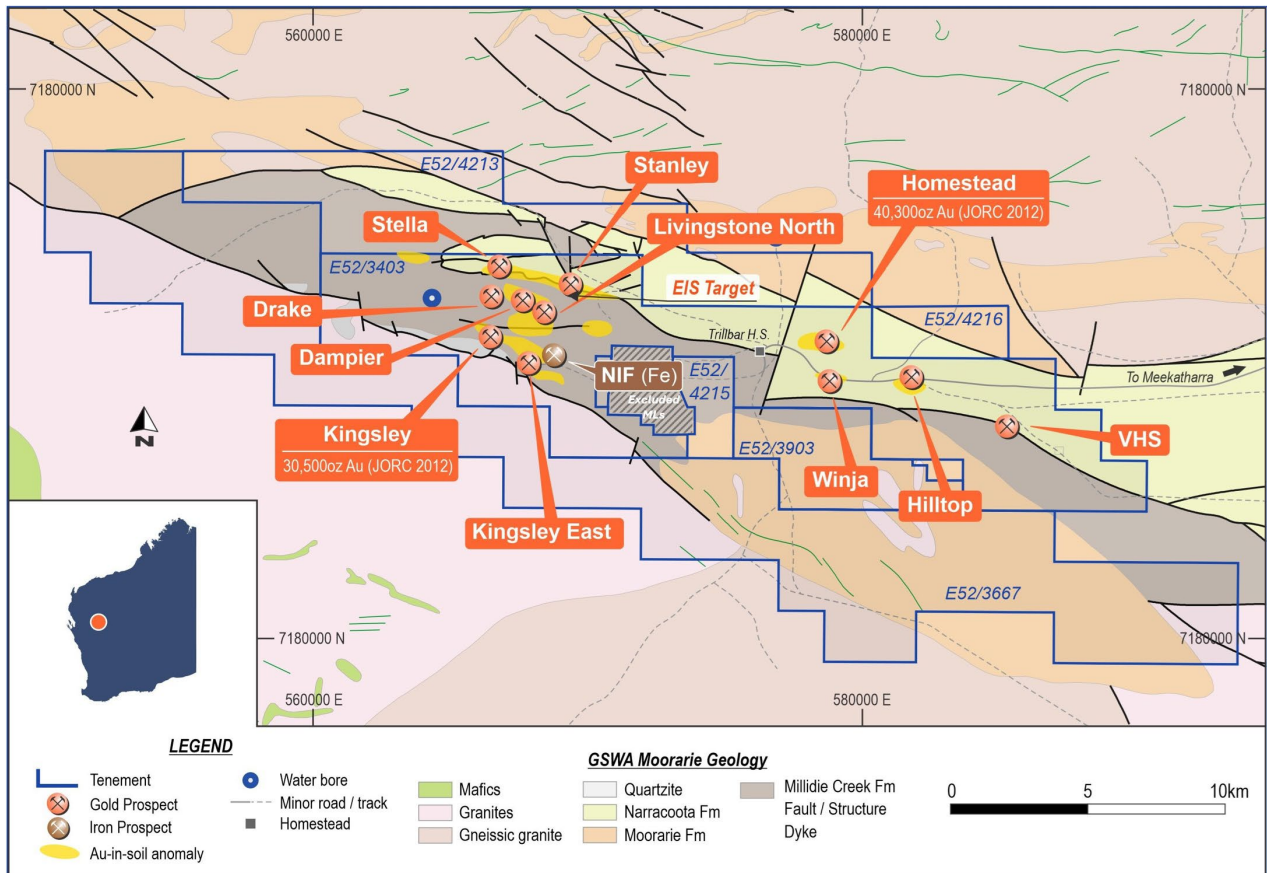 560000 E
580000 E
7180000 N
7180000 N
E52/4213
Stanley
Homestead
40,300oz Au (JORC 2012)
Stella
Livingstone North
E52/3403
EIS Target
Drake
E52/4216
Trillbar H.S.
Dampier
NIF (Fe)
E52/
4215
To Meekatharra
Excluded
MLs
N
Kingsley
30,500oz Au (JORC 2012)
E52/3903
VHS
Winja
Hilltop
Kingsley East
E52/3667
7180000 N
7180000 N
560000 E
580000 E
LEGEND
Tenement
Gold Prospect
Iron Prospect
Au-in-soil anomaly
Water bore
Minor road / track
Homestead
GSWA Moorarie Geology
Mafics
Granites
Gneissic granite
Quartzite
Narracoota Fm
Moorarie Fm
Millidie Creek Fm
Fault / Structure
Dyke
0
5
10km